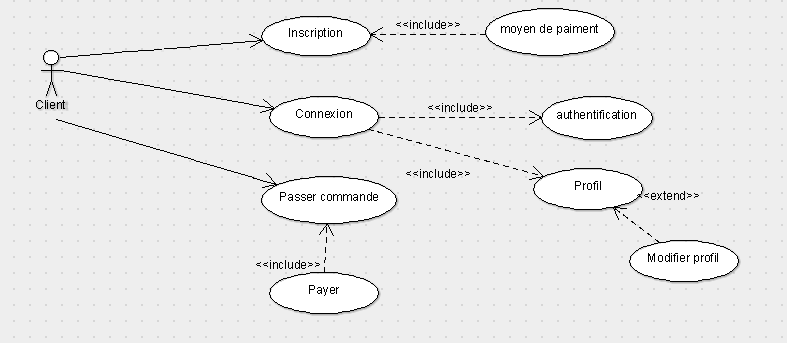 Inscription
<<include>>
moyen de paiment
Client
Connexion
<<include>>
authentification
<<include>>
Profil
Passer commande
<<extend>>
<<include>>
Modifier profil
Payer